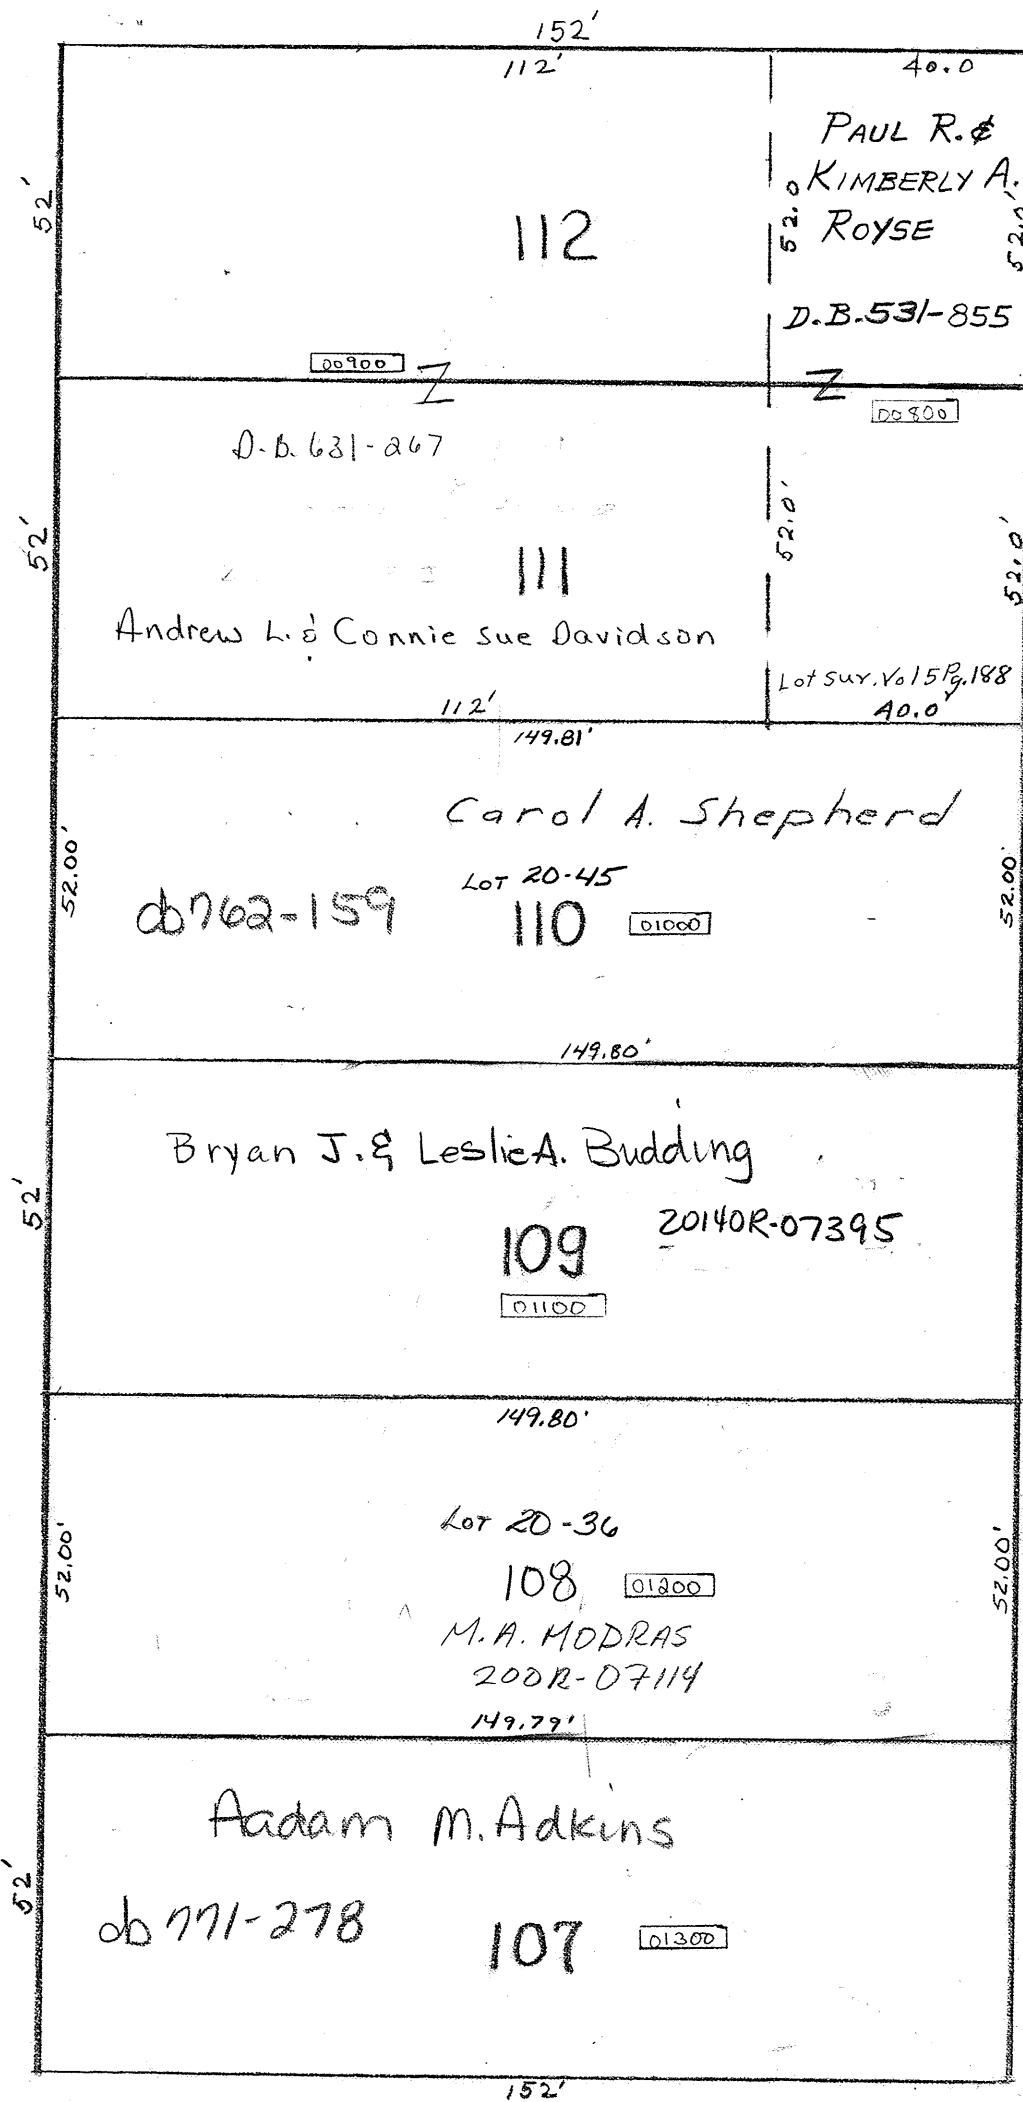 152'
112'
40.0
PAUL R. &
KIMBERLY A.
ROYSE
52'
112
52.0
52.0'
D.B. 531-855
00900
Z
Z
00800
D.B. 631-267
52'
111
52.0'
52.0'
Andrew L. & Connie Sue Davidson
Lot Sur. Vol 5 Pg. 188
112'
40.0'
149.81'
Carol A. Shepherd
52.00'
LOT 20-45
52.00'
db762-159
110
01000
149.80'
Bryan J. & Leslie A. Budding
52'
109
20140R-07395
01100
149.80'
LOT 20-36
52.00'
108
01200
52.00'
M.A. MODRAS
200R-07114
149.79'
Aadam M. Adkins
52'
db771-278
107
01300
152'